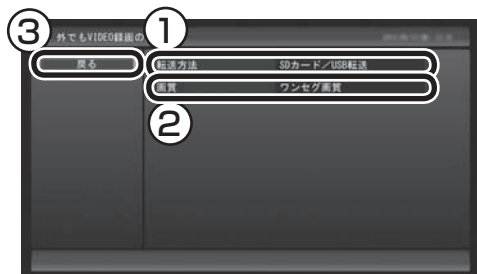 ③
外でもVIDEO録画の
①
戻る
転送方法 SDカード/USB転送
画質 ワンセグ画質
②